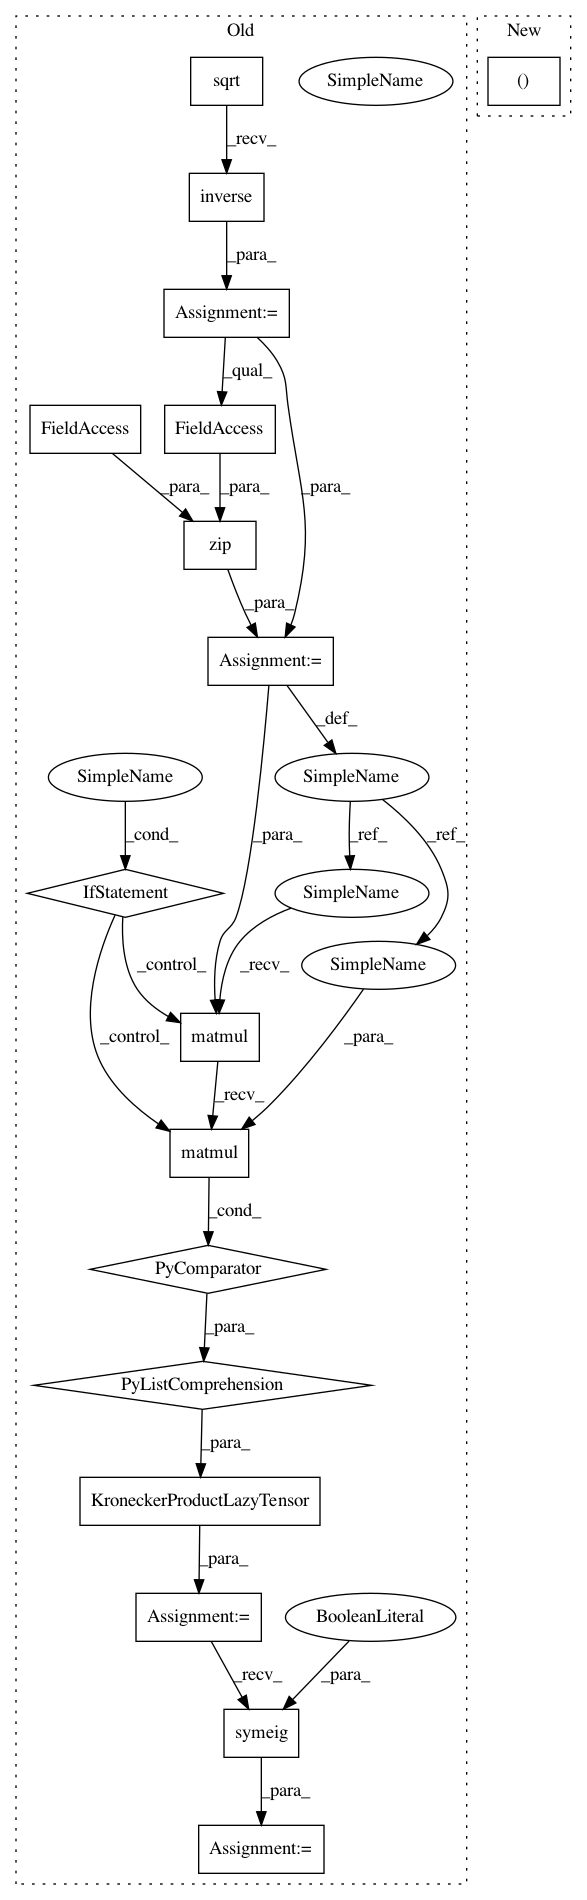 Old
New
sqrt
SimpleName
()
_recv_
inverse
_para_
Assignment:=
_qual_
FieldAccess
FieldAccess
_para_
_para_
_para_
zip
_para_
Assignment:=
_def_
SimpleName
SimpleName
_cond_
_para_
_ref_
_ref_
IfStatement
SimpleName
SimpleName
_control_
_recv_
matmul
_control_
_para_
_recv_
matmul
_cond_
PyComparator
_para_
PyListComprehension
_para_
KroneckerProductLazyTensor
_para_
Assignment:=
BooleanLiteral
_recv_
_para_
symeig
_para_
Assignment:=